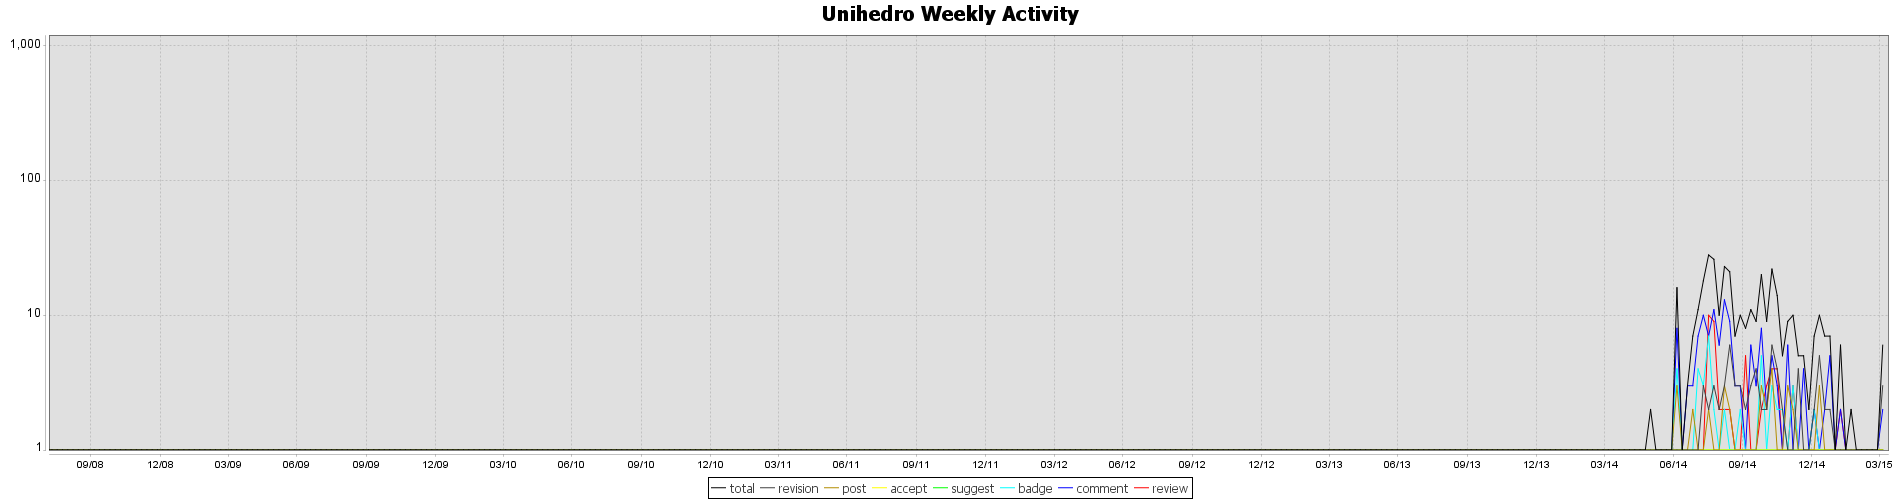 Unihedro Weekly Activity
1,000
100
10
1
09/08 12/08 03/09 06/09 09/09 12/09 03/10 06/10 09/10 12/10 03/11 06/11 09/11 12/11 03/12 06/12 09/12 12/12 03/13 06/13 09/13 12/13 03/14 06/14 09/14 12/14 03/15
total revision post accept suggest badge comment review